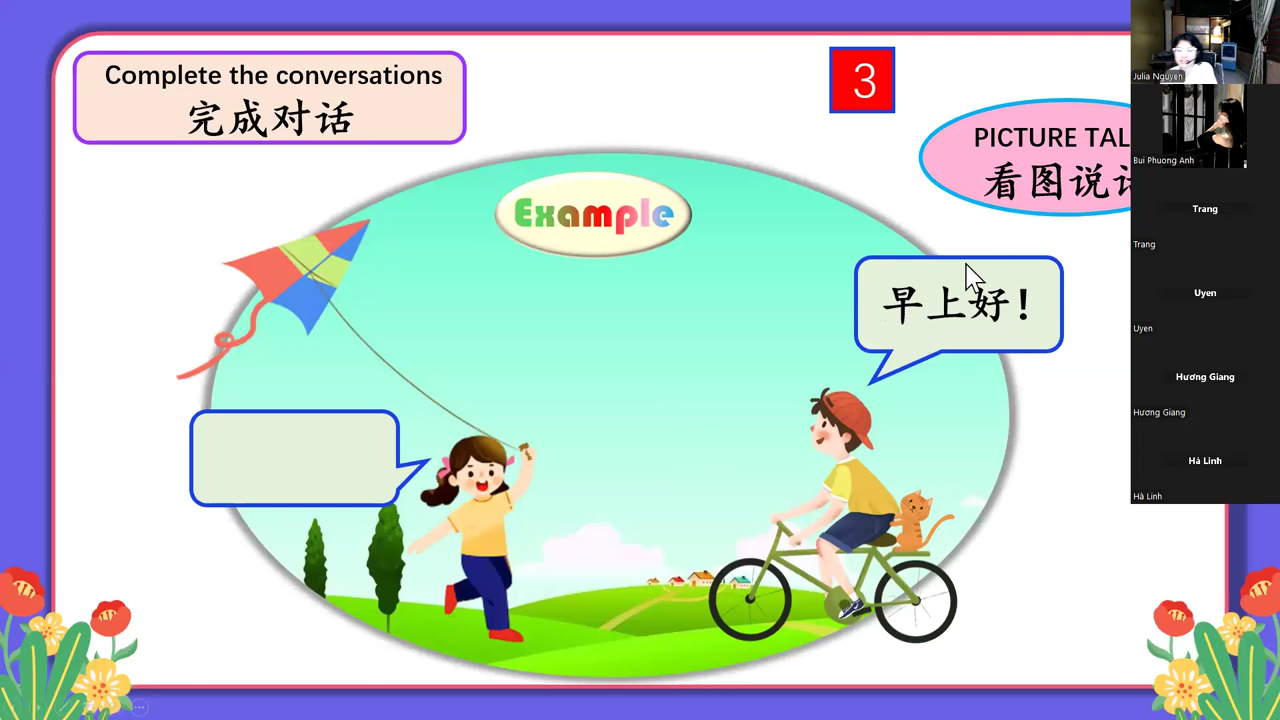 Complete the conversations
完成对话
3
PICTURE TAL
看图说
Example
早上好！
Julia Nguyen
Bui Phuong Anh
Trang
Trang
Uyen
Uyen
Hương Giang
Hương Giang
Hà Linh
Hà Linh